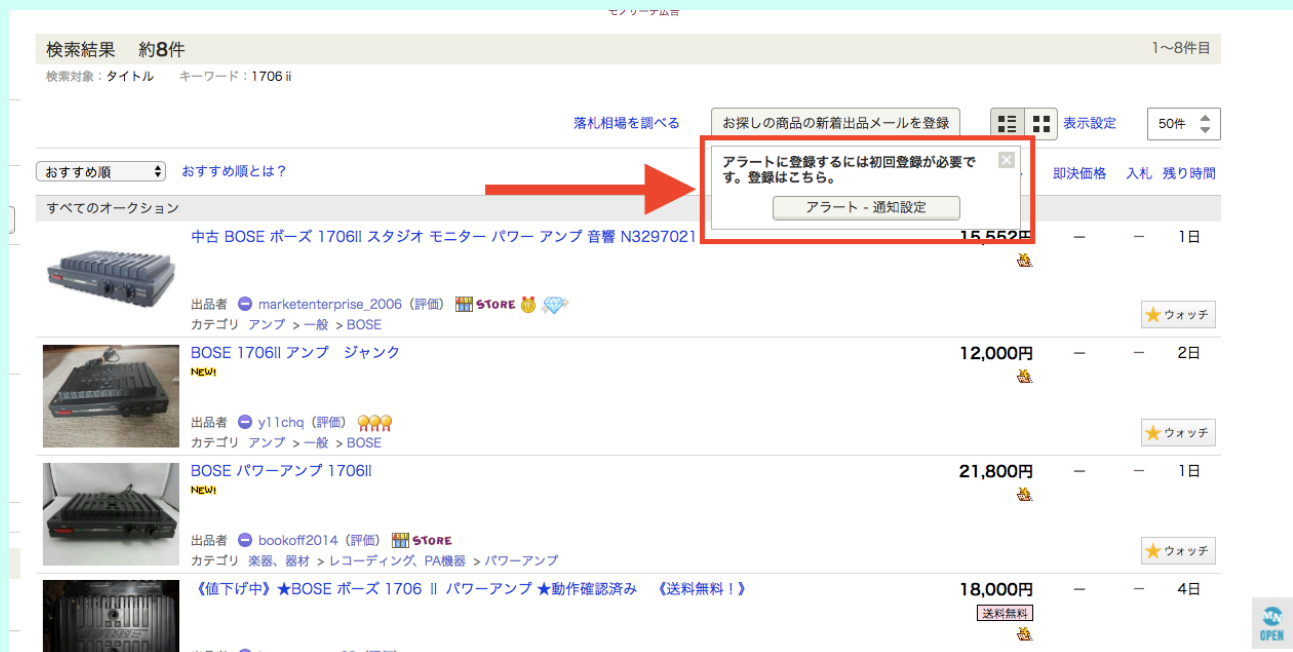 モノサーチ広告
検索結果 約8件 1～8件目
検索対象：タイトル キーワード：1706 ii
落札相場を調べる お探しの商品の新着出品メールを登録 表示設定 50件
アラートに登録するには初回登録が必要で
す。登録はこちら。
アラート - 通知設定
おすすめ順 おすすめ順とは？ 即決価格 入札 残り時間
すべてのオークション
中古 BOSE ボーズ 1706II スタジオ モニター パワー アンプ 音響 N3297021 15,552円 － － 1日
出品者 marketenterprise_2006（評価） STORE
カテゴリ アンプ > 一般 > BOSE
ウォッチ
BOSE 1706II アンプ ジャンク 12,000円 － － 2日
NEW!
出品者 y11chq（評価）
カテゴリ アンプ > 一般 > BOSE
ウォッチ
BOSE パワーアンプ 1706II 21,800円 － － 1日
NEW!
出品者 bookoff2014（評価） STORE
カテゴリ 楽器、器材 > レコーディング、PA機器 > パワーアンプ
ウォッチ
《値下げ中》★BOSE ボーズ 1706 Ⅱ パワーアンプ ★動作確認済み 《送料無料！》 18,000円 － － 4日
送料無料
OPEN